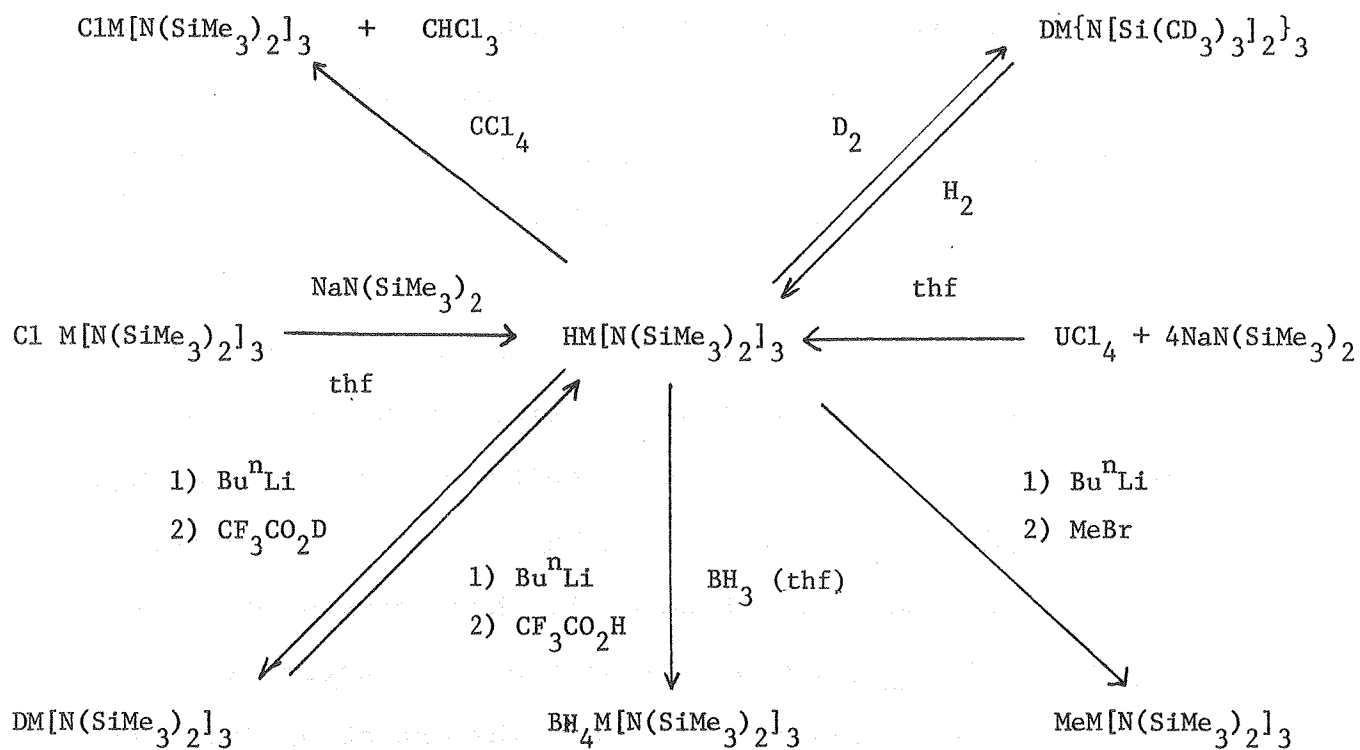 ClM[N(SiMe3)2]3 + CHCl3
DM{N[Si(CD3)3]2}3
CCl4
D2
H2
NaN(SiMe3)2
thf
Cl M[N(SiMe3)2]3
HM[N(SiMe3)2]3
UCl4 + 4NaN(SiMe3)2
thf
1) BunLi
2) CF3CO2D
1) BunLi
2) CF3CO2H
BH3 (thf)
1) BunLi
2) MeBr
DM[N(SiMe3)2]3
BH4M[N(SiMe3)2]3
MeM[N(SiMe3)2]3